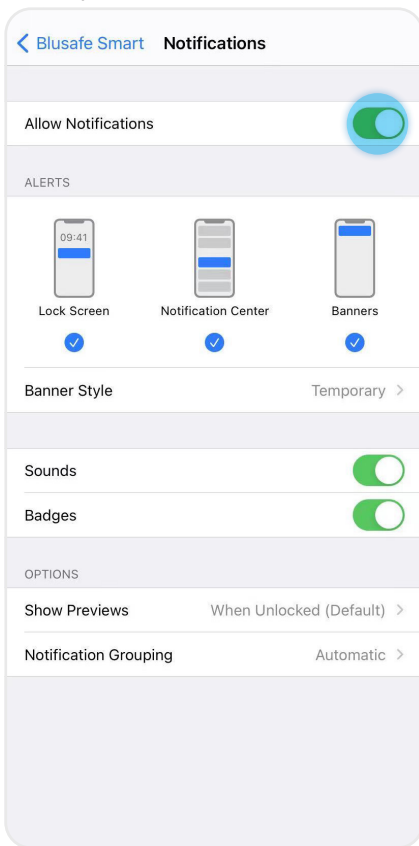 Blusafe Smart Notifications
Allow Notifications
ALERTS
09:41
Lock Screen Notification Center Banners
Banner Style Temporary
Sounds
Badges
OPTIONS
Show Previews When Unlocked (Default)
Notification Grouping Automatic